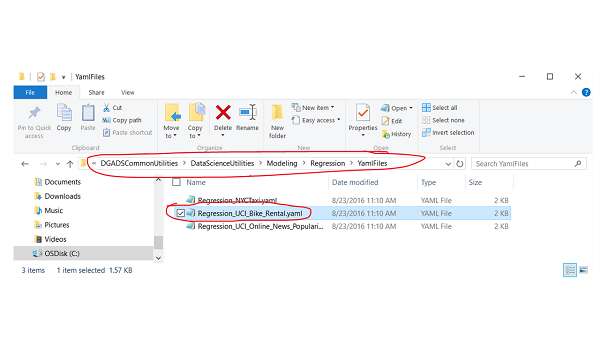 YamlFiles
File Home Share View
Pin to Quick access
Copy
Paste
Cut
Copy path
Paste shortcut
Clipboard
Move to
Copy to
Delete
Rename
Organize
New folder
New item
Easy access
New
Properties
Open
Edit
History
Open
Select all
Select none
Invert selection
Select
« DGADSCommonUtilities > DataScienceUtilities > Modeling > Regression > YamlFiles
Search YamlFiles
Name Date modified Type Size
Documents
Downloads
Music
Pictures
Videos
OSDisk (C:)
Regression_NYCTaxi.yaml 8/23/2016 11:10 AM YAML File 2 KB
Regression_UCI_Bike_Rental.yaml 8/23/2016 11:10 AM YAML File 2 KB
Regression_UCI_Online_News_Populari... 8/23/2016 11:10 AM YAML File 2 KB
3 items 1 item selected 1.57 KB